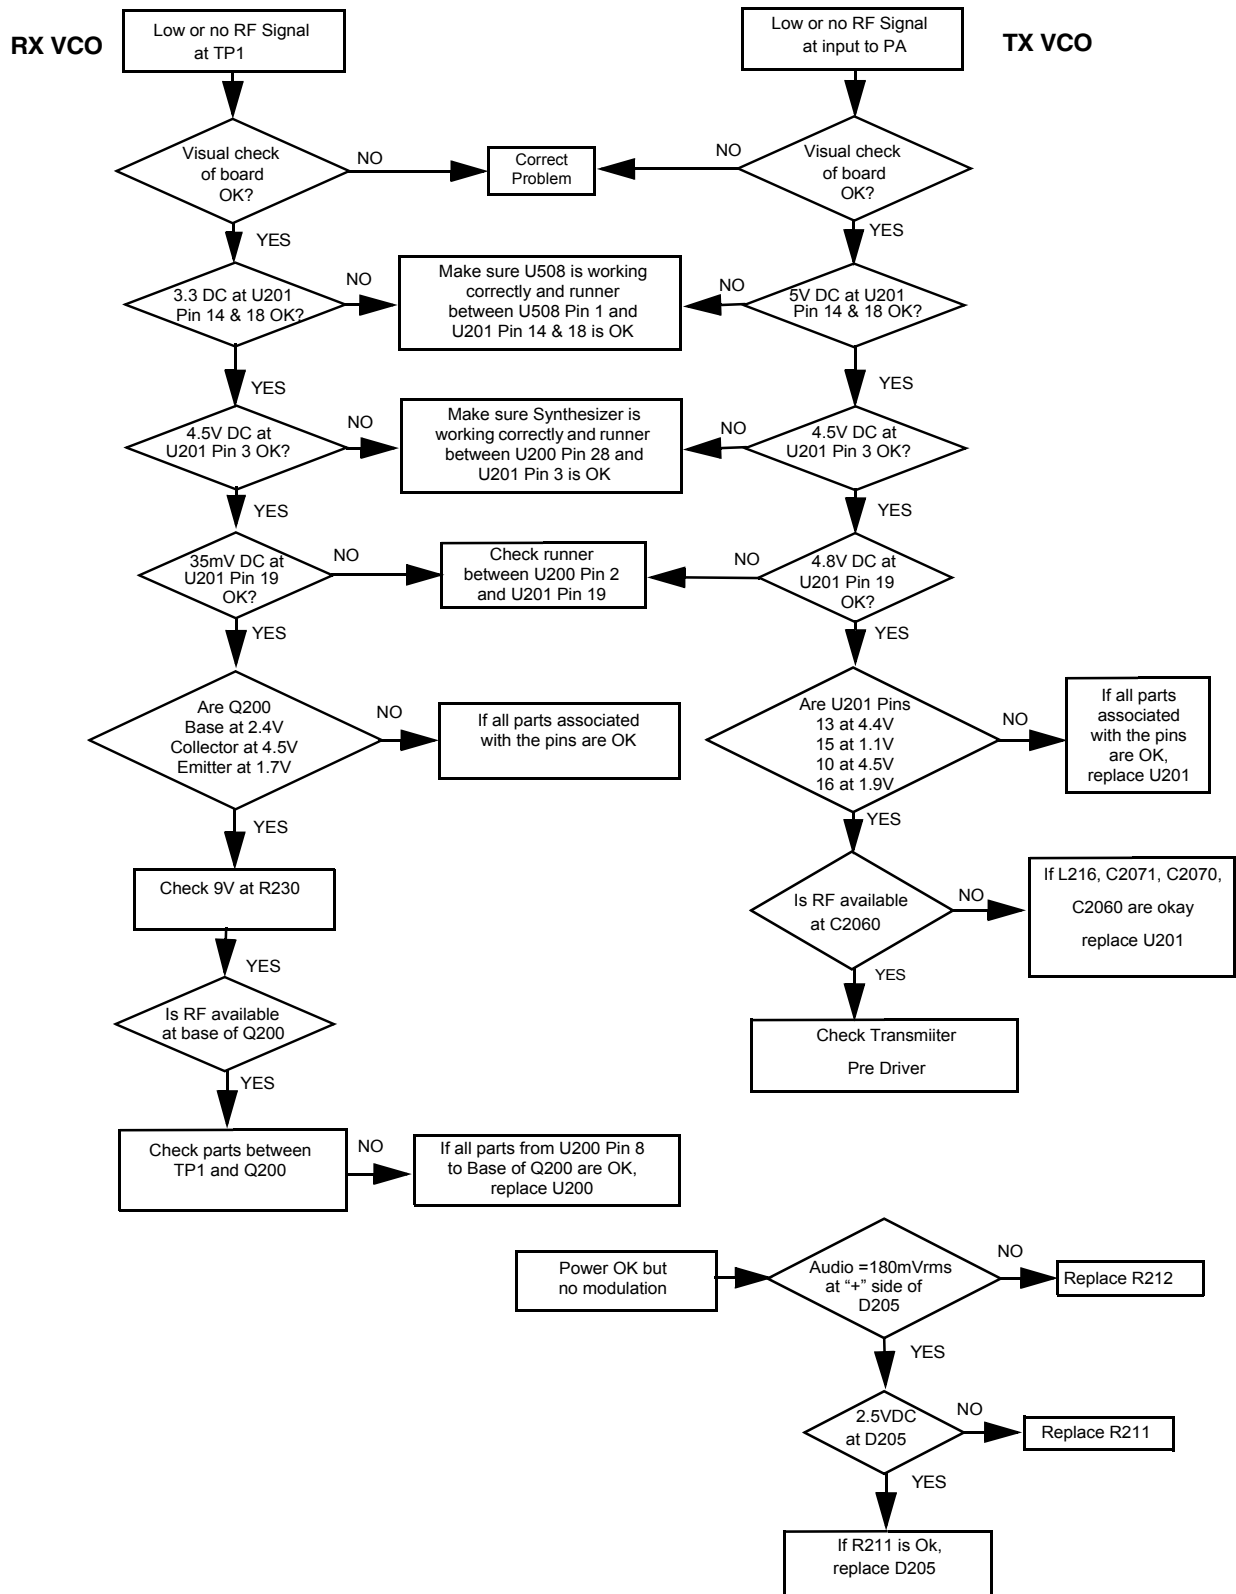 RX VCO
Low or no RF Signal
at TP1
Visual check
of board
OK?
NO
Correct
Problem
YES
3.3 DC at U201
Pin 14 & 18 OK?
NO
Make sure U508 is working
correctly and runner
between U508 Pin 1 and
U201 Pin 14 & 18 is OK
YES
4.5V DC at
U201 Pin 3 OK?
NO
Make sure Synthesizer is
working correctly and runner
between U200 Pin 28 and
U201 Pin 3 is OK
YES
35mV DC at
U201 Pin 19
OK?
NO
Check runner
between U200 Pin 2
and U201 Pin 19
YES
Are Q200
Base at 2.4V
Collector at 4.5V
Emitter at 1.7V
NO
If all parts associated
with the pins are OK
YES
Check 9V at R230
YES
Is RF available
at base of Q200
YES
Check parts between
TP1 and Q200
NO
If all parts from U200 Pin 8
to Base of Q200 are OK,
replace U200
TX VCO
Low or no RF Signal
at input to PA
NO
Visual check
of board
OK?
YES
NO
5V DC at U201
Pin 14 & 18 OK?
YES
NO
4.5V DC at
U201 Pin 3 OK?
YES
NO
4.8V DC at
U201 Pin 19
OK?
YES
Are U201 Pins
13 at 4.4V
15 at 1.1V
10 at 4.5V
16 at 1.9V
NO
If all parts
associated
with the pins
are OK,
replace U201
YES
Is RF available
at C2060
NO
If L216, C2071, C2070,
C2060 are okay
replace U201
YES
Check Transmiiter
Pre Driver
Power OK but
no modulation
Audio =180mVrms
at “+” side of
D205
NO
Replace R212
YES
2.5VDC
at D205
NO
Replace R211
YES
If R211 is Ok,
replace D205